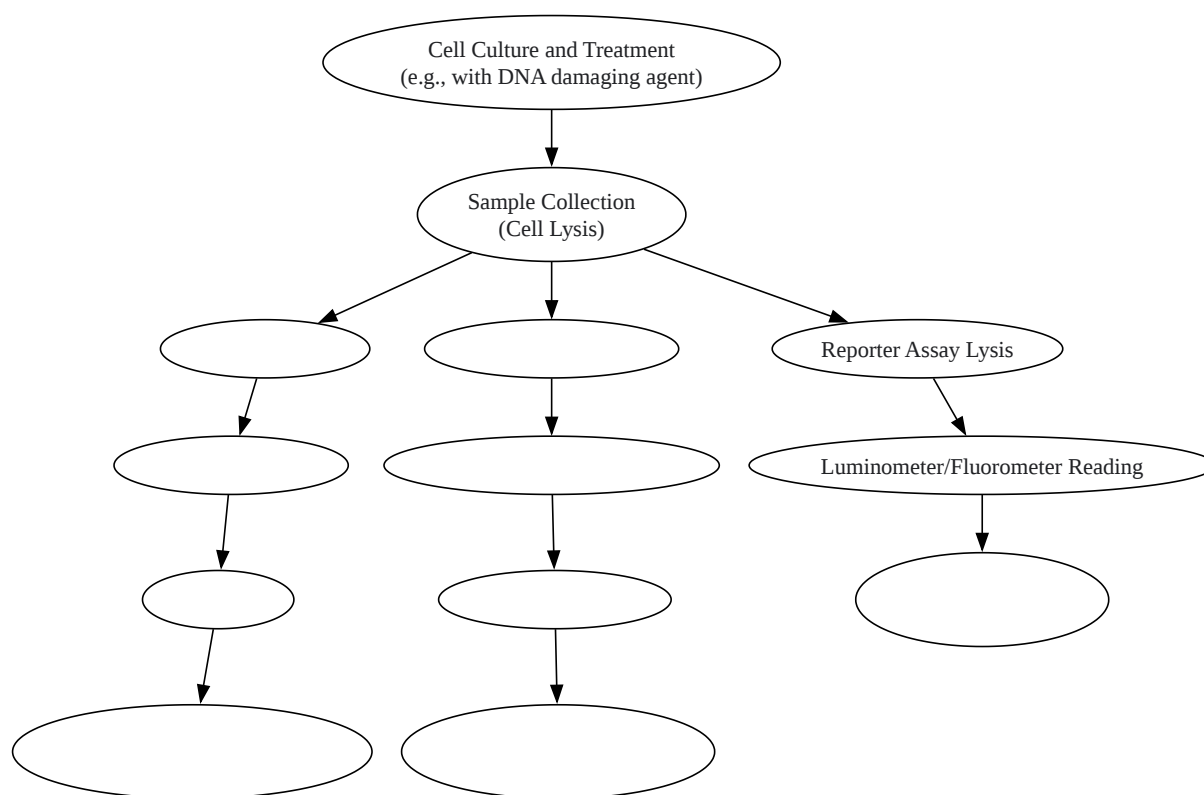 Cell Culture and Treatment
(e.g., with DNA damaging agent)
Sample Collection
(Cell Lysis)
Reporter Assay Lysis
Luminometer/Fluorometer Reading